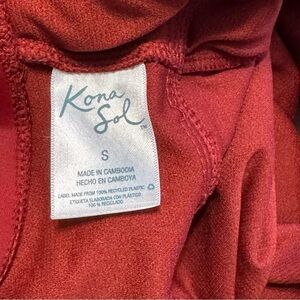 Kona
Sol™
S
MADE IN CAMBODIA
HECHO EN CAMBOYA
LABEL MADE FROM 100% RECYCLED PLASTIC
ETIQUETA ELABORADA CON PLÁSTICO
100 % RECICLADO